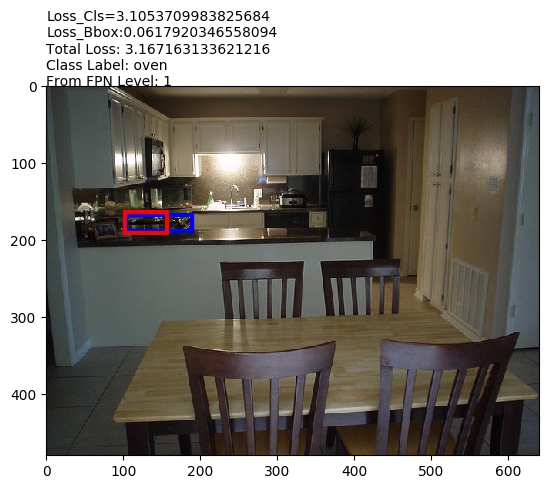 Loss_Cls=3.1053709983825684
Loss_Bbox:0.0617920346558094
Total Loss: 3.167163133621216
Class Label: oven
From FPN Level: 1
0
100
200
300
400
0 100 200 300 400 500 600